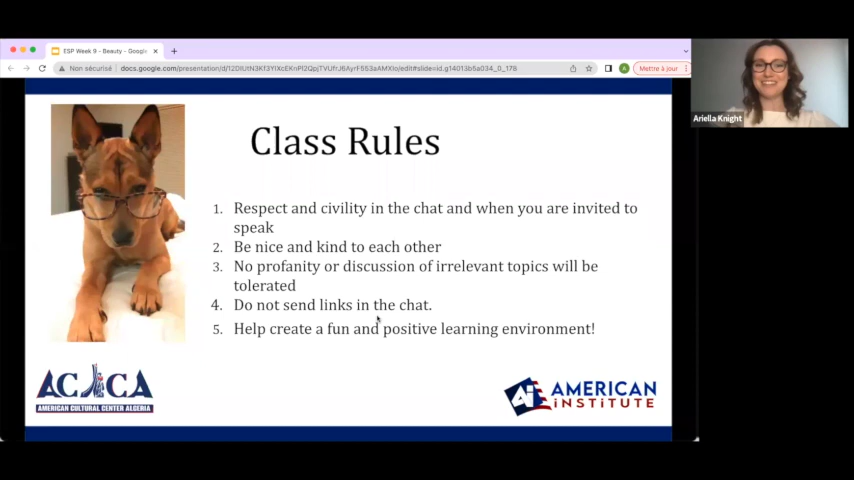 ESP Week 9 - Beauty - Google
Non sécurisé
docs.google.com/presentation/d/12DIUtN3Kf3YIXcEKnPI2QpjTVUfrJ6AyrF553aAMXIo/edit#slide=id.g14013b5a034_0_178
A
Mettre à jour
Ariella Knight
Class Rules
1. Respect and civility in the chat and when you are invited to
speak
2. Be nice and kind to each other
3. No profanity or discussion of irrelevant topics will be
tolerated
4. Do not send links in the chat.
5. Help create a fun and positive learning environment!
ACCA
AMERICAN CULTURAL CENTER ALGERIA
Ai AMERICAN
INSTITUTE